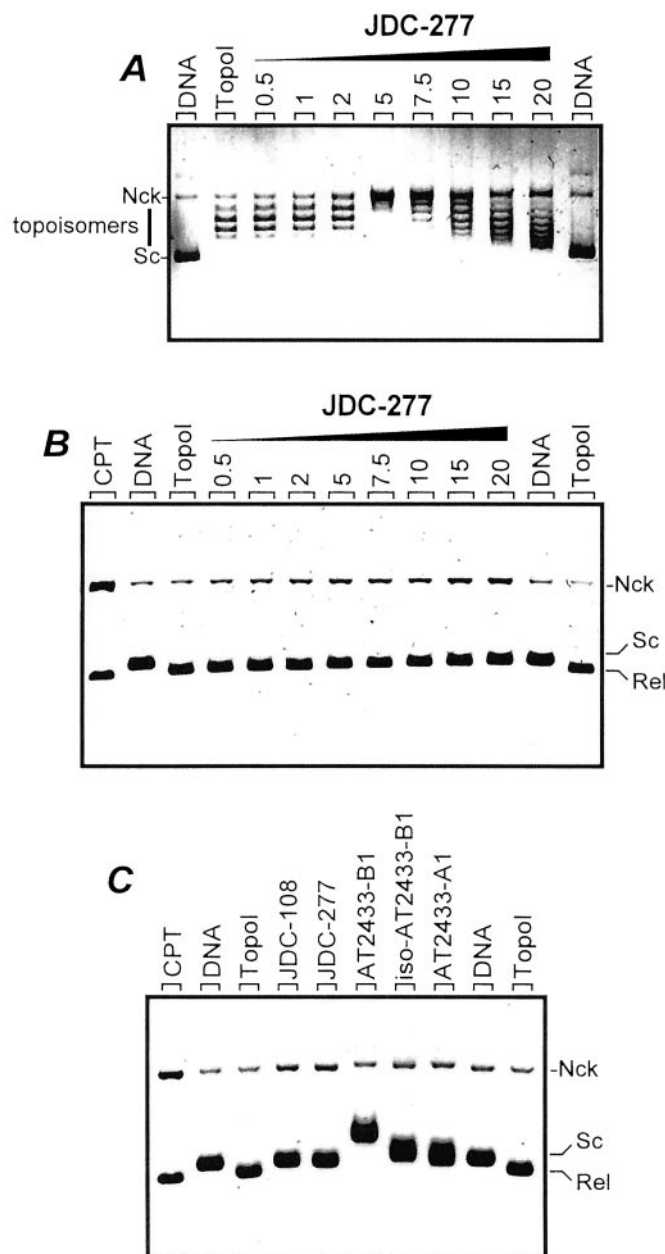 JDC-277
A
]DNA ]TopoI ]0.5 ]1 ]2 ]5 ]7.5 ]10 ]15 ]20 ]DNA
Nck
topoisomers
Sc
JDC-277
B
]CPT ]DNA ]TopoI ]0.5 ]1 ]2 ]5 ]7.5 ]10 ]15 ]20 ]DNA ]TopoI
-Nck
Sc
Rel
C
]CPT ]DNA ]TopoI ]JDC-108 ]JDC-277 ]AT2433-B1 ]iso-AT2433-B1 ]AT2433-A1 ]DNA ]TopoI
-Nck
Sc
Rel